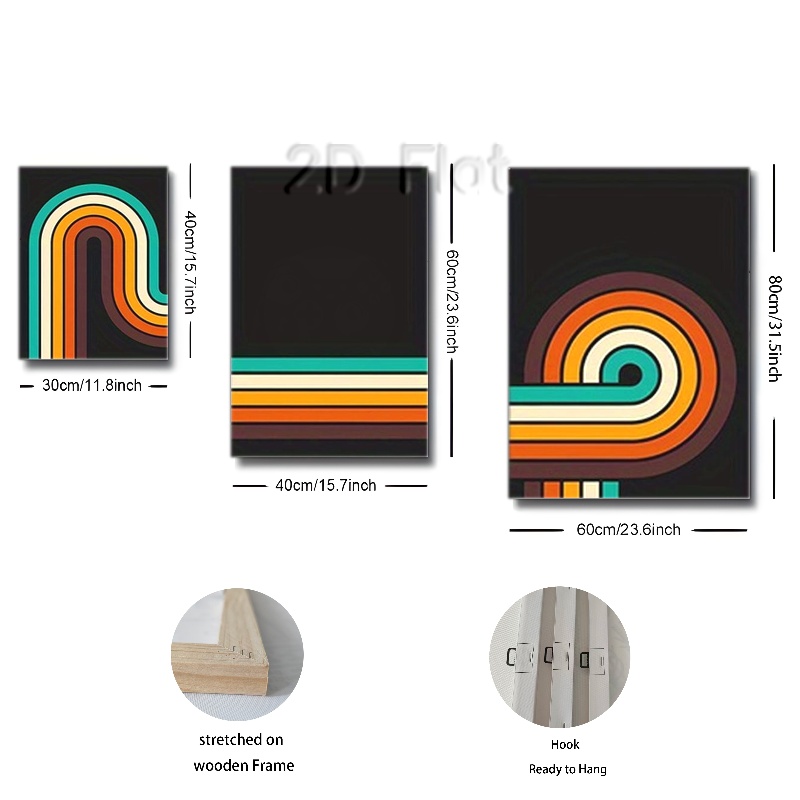 2D Flat
40cm/15.7inch
30cm/11.8inch
60cm/23.6inch
40cm/15.7inch
80cm/31.5inch
60cm/23.6inch
stretched on
wooden Frame
Hook
Ready to Hang